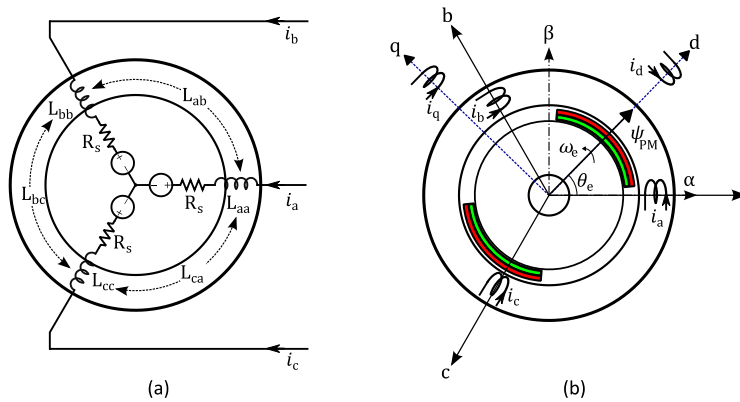 i_b
L_bb
L_ab
R_s
L_bc
R_s
L_aa
i_a
R_s
L_cc
L_ca
i_c
(a)
b
β
q
d
i_d
i_q
i_b
ψ_PM
ω_e
θ_e
α
a
i_a
i_c
c
(b)